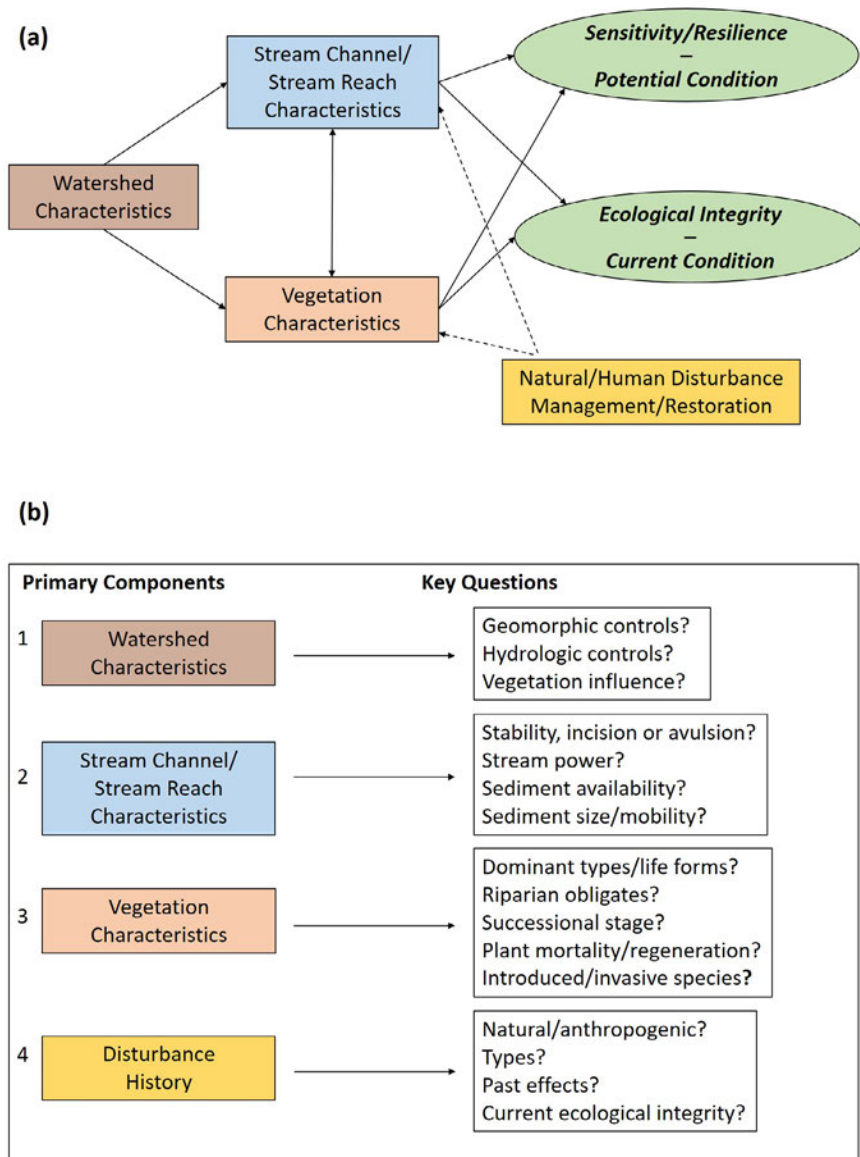 (a)
Stream Channel/
Stream Reach
Characteristics
Sensitivity/Resilience
–
Potential Condition
Watershed
Characteristics
Ecological Integrity
–
Current Condition
Vegetation
Characteristics
Natural/Human Disturbance
Management/Restoration
(b)
Primary Components
Key Questions
1
Watershed
Characteristics
Geomorphic controls?
Hydrologic controls?
Vegetation influence?
2
Stream Channel/
Stream Reach
Characteristics
Stability, incision or avulsion?
Stream power?
Sediment availability?
Sediment size/mobility?
3
Vegetation
Characteristics
Dominant types/life forms?
Riparian obligates?
Successional stage?
Plant mortality/regeneration?
Introduced/invasive species?
4
Disturbance
History
Natural/anthropogenic?
Types?
Past effects?
Current ecological integrity?